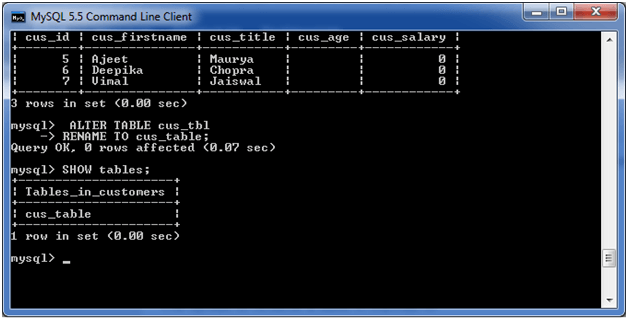 MySQL 5.5 Command Line Client
| cus_id | cus_firstname | cus_title | cus_age | cus_salary |
+--------+---------------+-----------+---------+------------+
| 5 | Ajeet | Maurya | | 0 |
| 6 | Deepika | Chopra | | 0 |
| 7 | Vimal | Jaiswal | | 0 |
+--------+---------------+-----------+---------+------------+
3 rows in set (0.00 sec)
mysql> ALTER TABLE cus_tbl
-> RENAME TO cus_table;
Query OK, 0 rows affected (0.07 sec)
mysql> SHOW tables;
+---------------------+
| Tables_in_customers |
+---------------------+
| cus_table |
+---------------------+
1 row in set (0.00 sec)
mysql> _